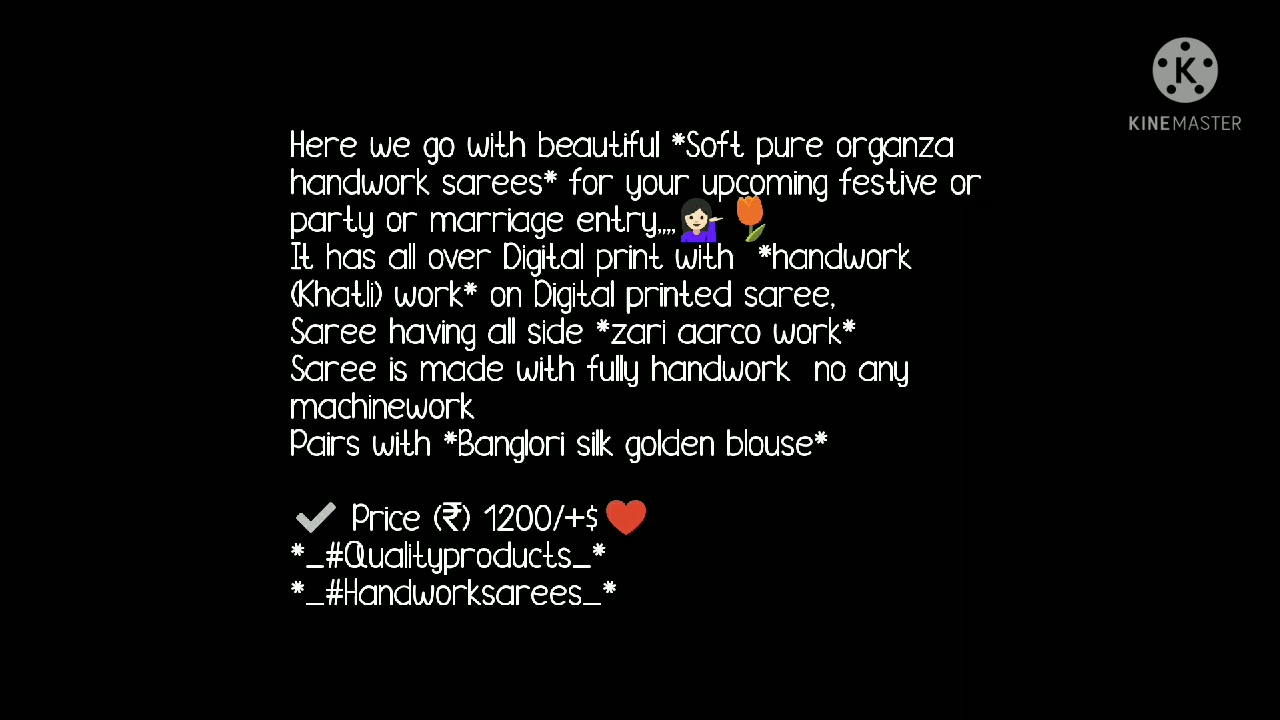 KINEMASTER
Here we go with beautiful *Soft pure organza
handwork sarees* for your upcoming festive or
party or marriage entry,,,,💁🏻‍♀️🌷
It has all over Digital print with  *handwork
(Khatli) work* on Digital printed saree,
Saree having all side *zari aarco work*
Saree is made with fully handwork  no any
machinework
Pairs with *Banglori silk golden blouse*
✔️ Price (₹) 1200/+$❤️
*_#Qualityproducts_*
*_#Handworksarees_*